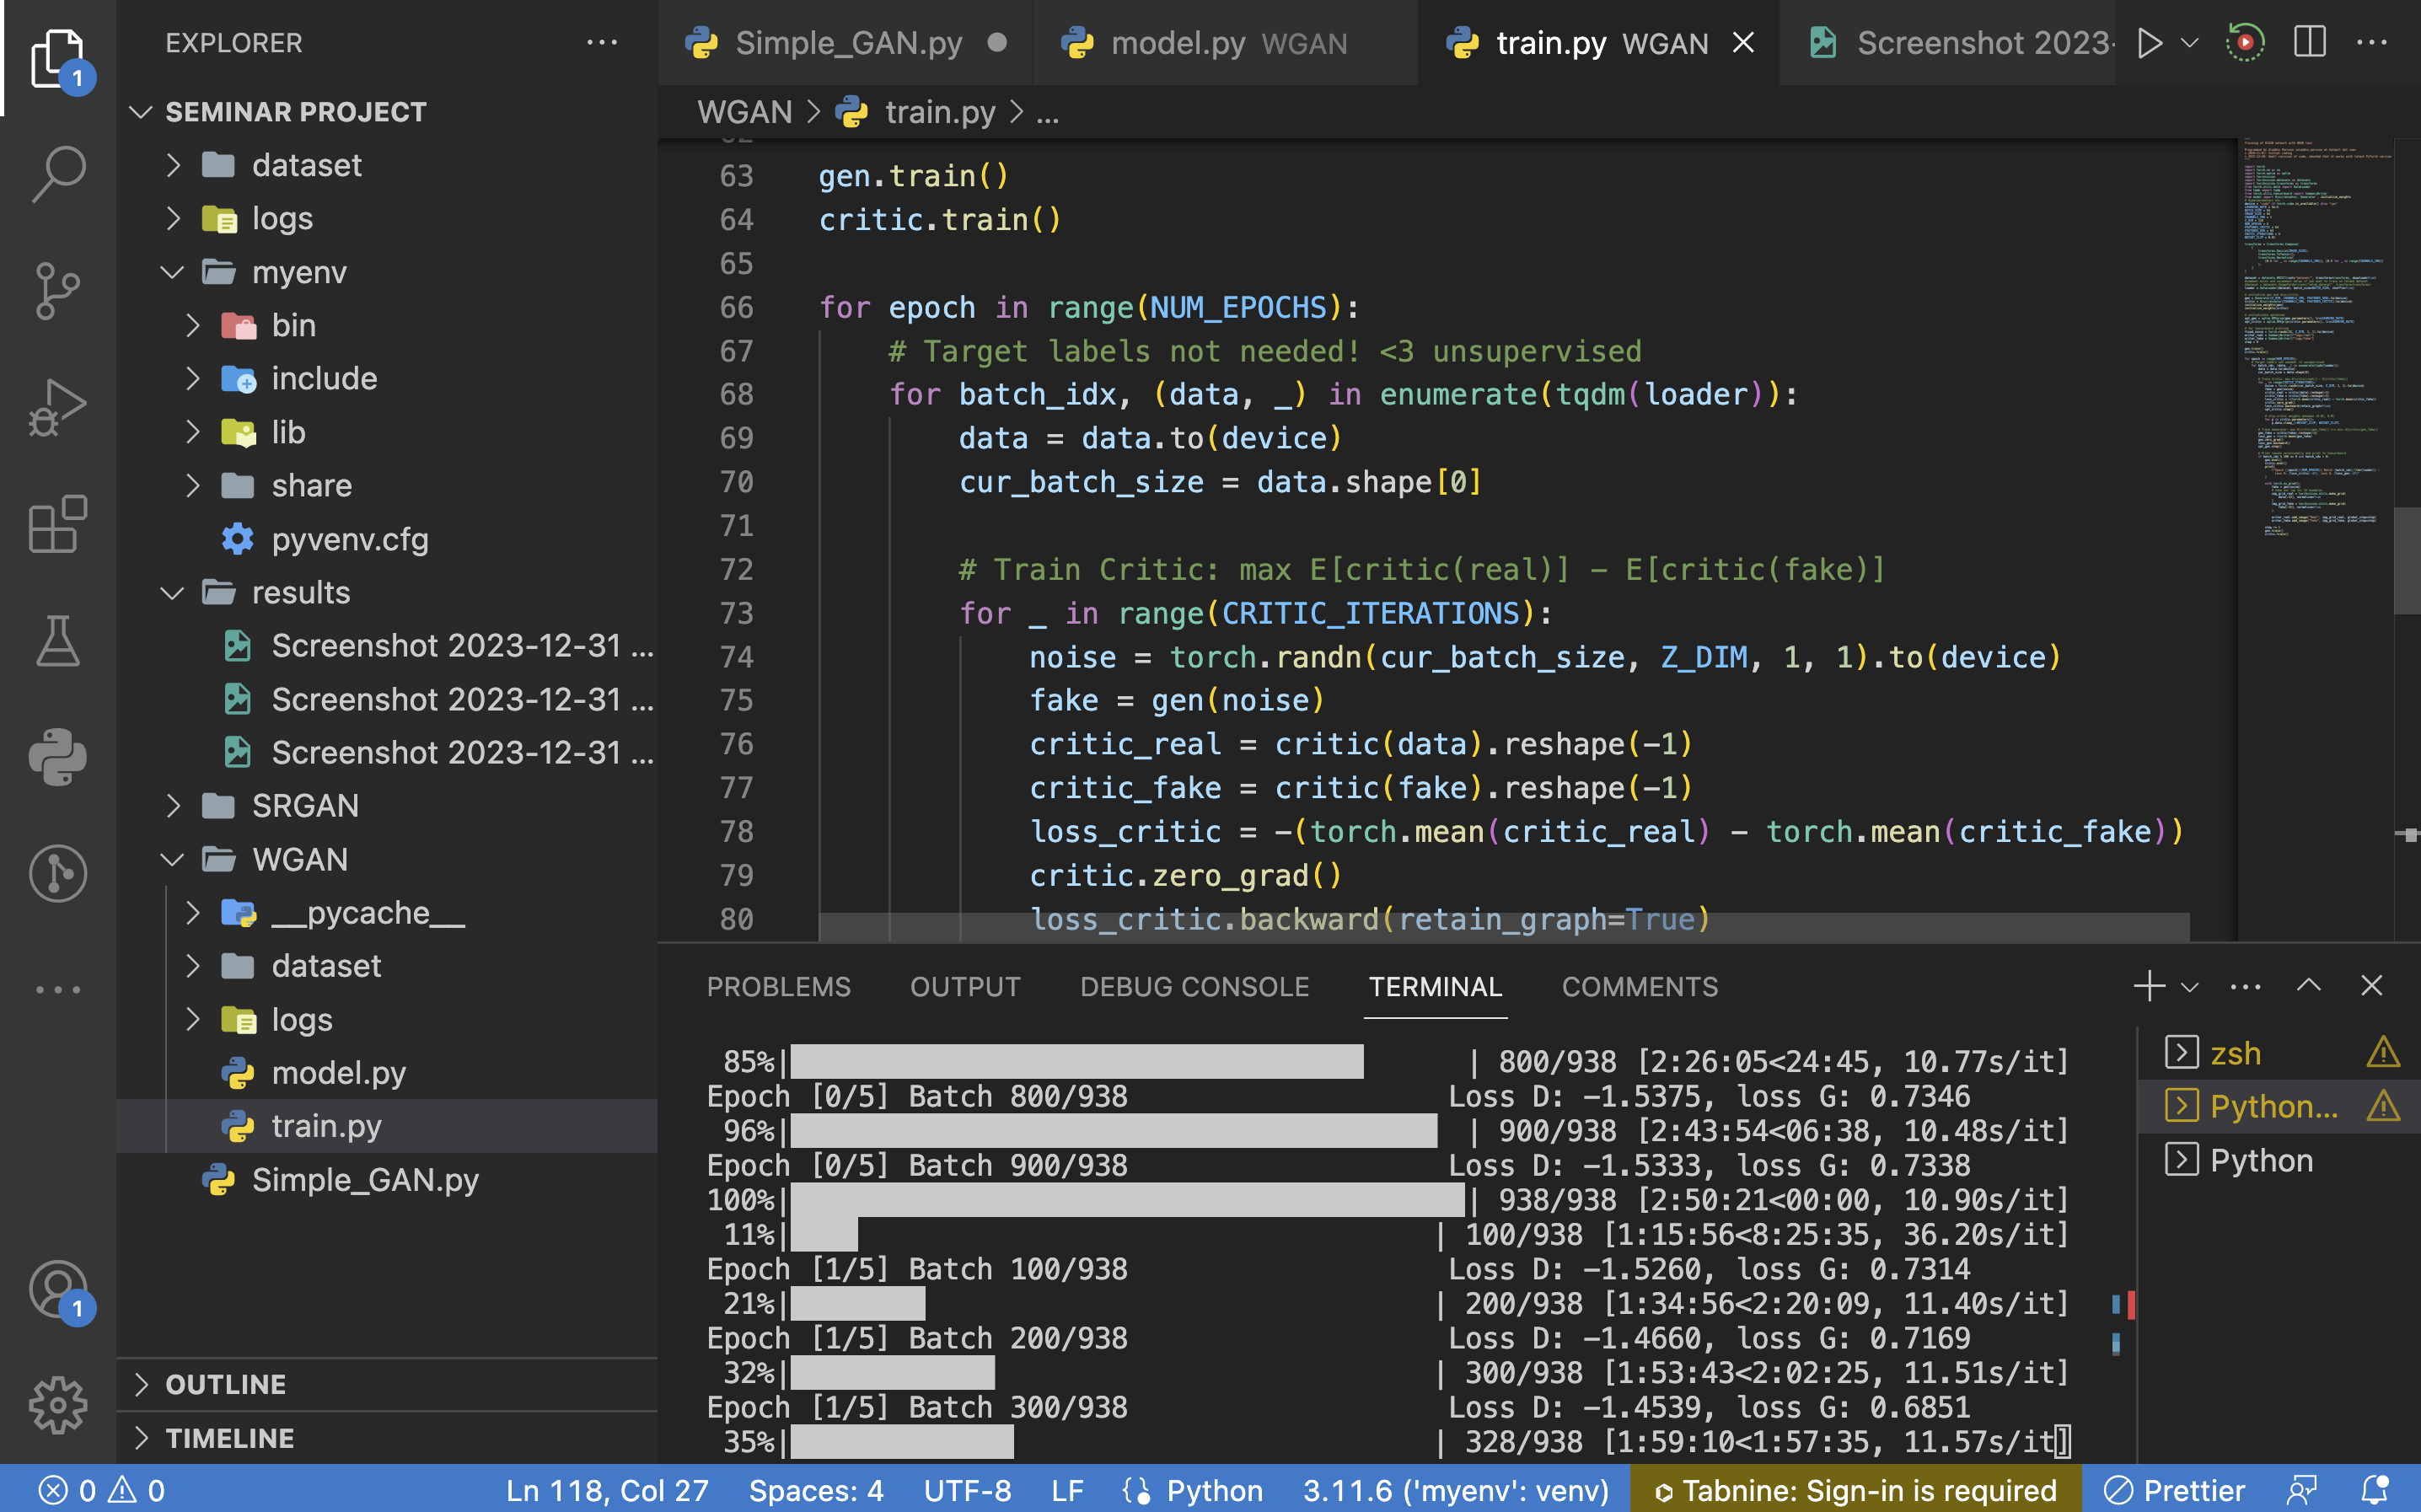 EXPLORER
SEMINAR PROJECT
dataset
logs
myenv
bin
include
lib
share
pyvenv.cfg
results
Screenshot 2023-12-31 ...
Screenshot 2023-12-31 ...
Screenshot 2023-12-31 ...
SRGAN
WGAN
__pycache__
dataset
logs
model.py
train.py
Simple_GAN.py
OUTLINE
TIMELINE
1
1
Simple_GAN.py
model.py WGAN
train.py WGAN
Screenshot 2023-
WGAN > train.py > ...
62
63 gen.train()
64 critic.train()
65
66 for epoch in range(NUM_EPOCHS):
67 # Target labels not needed! <3 unsupervised
68 for batch_idx, (data, _) in enumerate(tqdm(loader)):
69 data = data.to(device)
70 cur_batch_size = data.shape[0]
71
72 # Train Critic: max E[critic(real)] - E[critic(fake)]
73 for _ in range(CRITIC_ITERATIONS):
74 noise = torch.randn(cur_batch_size, Z_DIM, 1, 1).to(device)
75 fake = gen(noise)
76 critic_real = critic(data).reshape(-1)
77 critic_fake = critic(fake).reshape(-1)
78 loss_critic = -(torch.mean(critic_real) - torch.mean(critic_fake))
79 critic.zero_grad()
80 loss_critic.backward(retain_graph=True)
PROBLEMS OUTPUT DEBUG CONSOLE TERMINAL COMMENTS
85%| | 800/938 [2:26:05<24:45, 10.77s/it]
Epoch [0/5] Batch 800/938 Loss D: -1.5375, loss G: 0.7346
96%| | 900/938 [2:43:54<06:38, 10.48s/it]
Epoch [0/5] Batch 900/938 Loss D: -1.5333, loss G: 0.7338
100%| | 938/938 [2:50:21<00:00, 10.90s/it]
11%| | 100/938 [1:15:56<8:25:35, 36.20s/it]
Epoch [1/5] Batch 100/938 Loss D: -1.5260, loss G: 0.7314
21%| | 200/938 [1:34:56<2:20:09, 11.40s/it]
Epoch [1/5] Batch 200/938 Loss D: -1.4660, loss G: 0.7169
32%| | 300/938 [1:53:43<2:02:25, 11.51s/it]
Epoch [1/5] Batch 300/938 Loss D: -1.4539, loss G: 0.6851
35%| | 328/938 [1:59:10<1:57:35, 11.57s/it]
zsh
Python...
Python
0 0 Ln 118, Col 27 Spaces: 4 UTF-8 LF Python 3.11.6 ('myenv': venv) Tabnine: Sign-in is required Prettier